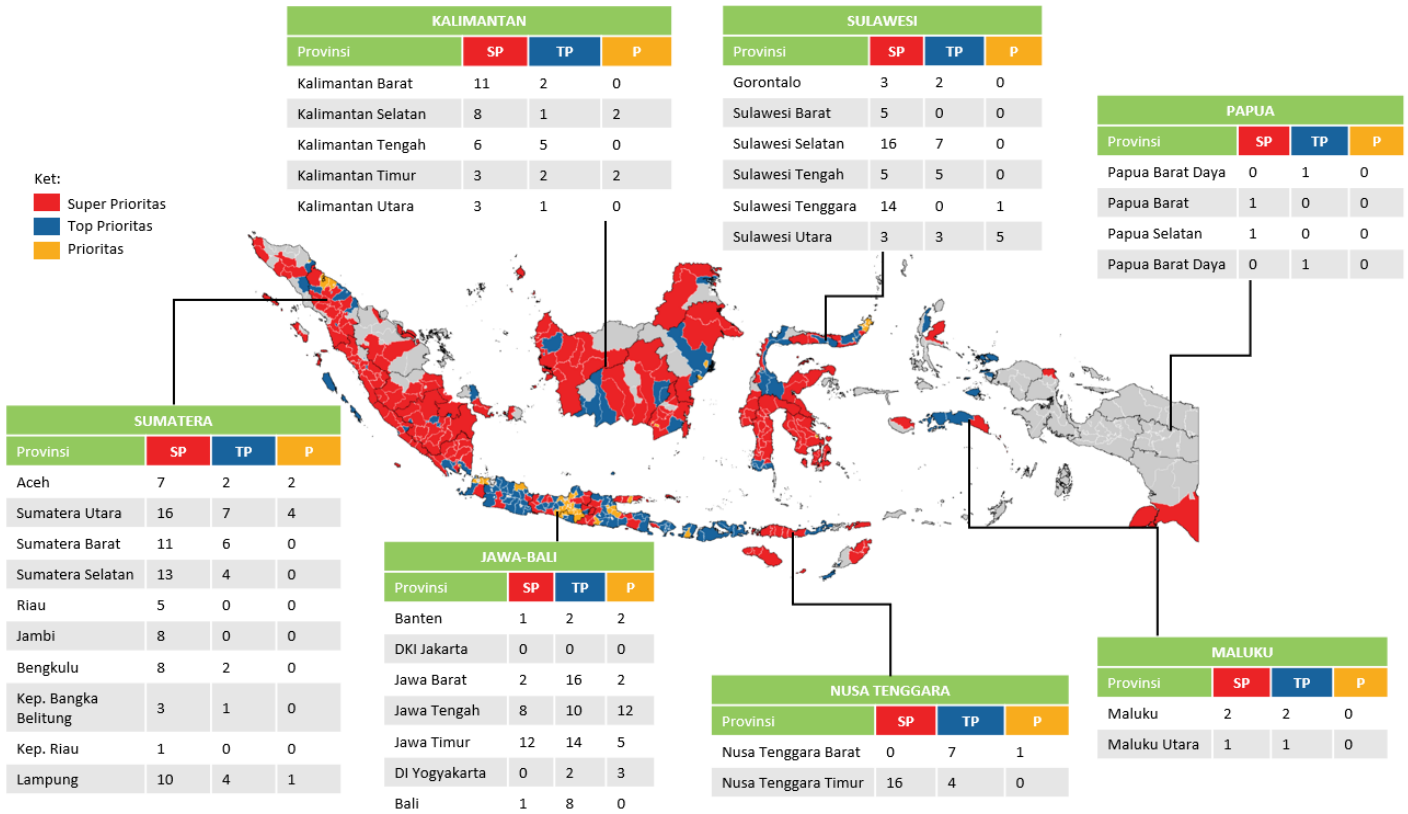 KALIMANTAN
Provinsi SP TP P
Kalimantan Barat 11 2 0
Kalimantan Selatan 8 1 2
Kalimantan Tengah 6 5 0
Kalimantan Timur 3 2 2
Kalimantan Utara 3 1 0
SULAWESI
Provinsi SP TP P
Gorontalo 3 2 0
Sulawesi Barat 5 0 0
Sulawesi Selatan 16 7 0
Sulawesi Tengah 5 5 0
Sulawesi Tenggara 14 0 1
Sulawesi Utara 3 3 5
PAPUA
Provinsi SP TP P
Papua Barat Daya 0 1 0
Papua Barat 1 0 0
Papua Selatan 1 0 0
Papua Barat Daya 0 1 0
Ket:
Super Prioritas
Top Prioritas
Prioritas
SUMATERA
Provinsi SP TP P
Aceh 7 2 2
Sumatera Utara 16 7 4
Sumatera Barat 11 6 0
Sumatera Selatan 13 4 0
Riau 5 0 0
Jambi 8 0 0
Bengkulu 8 2 0
Kep. Bangka
Belitung 3 1 0
Kep. Riau 1 0 0
Lampung 10 4 1
JAWA-BALI
Provinsi SP TP P
Banten 1 2 2
DKI Jakarta 0 0 0
Jawa Barat 2 16 2
Jawa Tengah 8 10 12
Jawa Timur 12 14 5
DI Yogyakarta 0 2 3
Bali 1 8 0
NUSA TENGGARA
Provinsi SP TP P
Nusa Tenggara Barat 0 7 1
Nusa Tenggara Timur 16 4 0
MALUKU
Provinsi SP TP P
Maluku 2 2 0
Maluku Utara 1 1 0